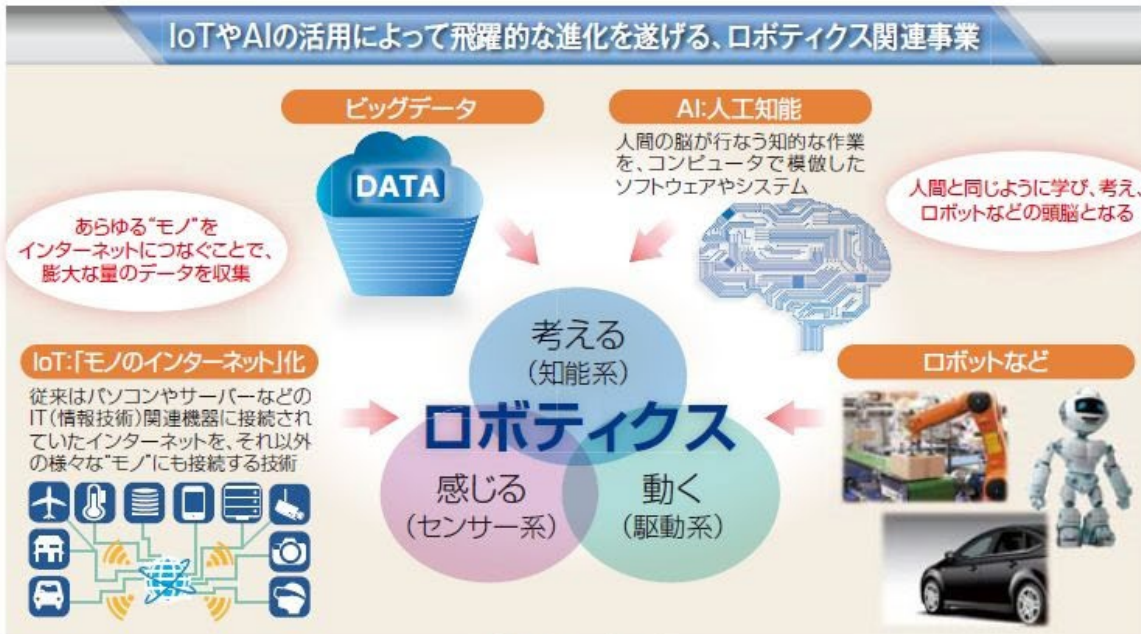 IoTやAIの活用によって飛躍的な進化を遂げる、ロボティクス関連事業
ビッグデータ
DATA
AI:人工知能
人間の脳が行なう知的な作業
を、コンピュータで模倣した
ソフトウェアやシステム
人間と同じように学び、考え、
ロボットなどの頭脳となる
あらゆる“モノ”を
インターネットにつなぐことで、
膨大な量のデータを収集
IoT:「モノのインターネット」化
従来はパソコンやサーバーなどの
IT(情報技術)関連機器に接続され
ていたインターネットを、それ以外
の様々な“モノ”にも接続する技術
考える
(知能系)
ロボティクス
感じる
(センサー系)
動く
(駆動系)
ロボットなど